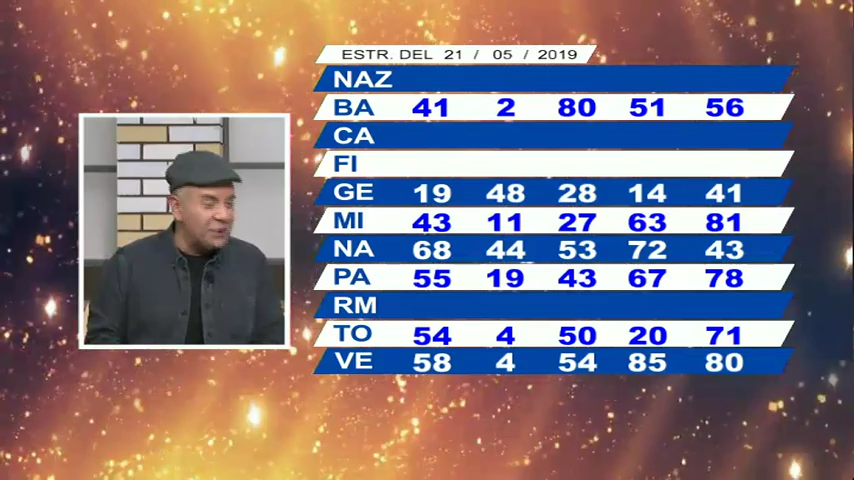 ESTR. DEL 21 / 05 / 2019
NAZ
BA 41 2 80 51 56
CA
FI
GE 19 48 28 14 41
MI 43 11 27 63 81
NA 68 44 53 72 43
PA 55 19 43 67 78
RM
TO 54 4 50 20 71
VE 58 4 54 85 80